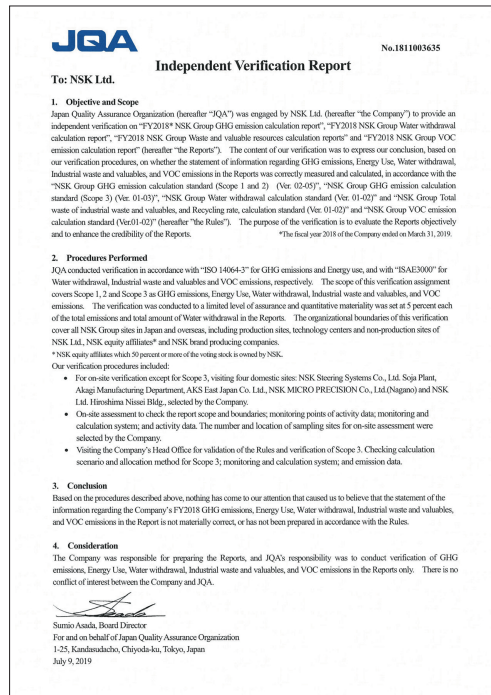 JQA
No.1811003635
Independent Verification Report
To: NSK Ltd.
1. Objective and Scope
Japan Quality Assurance Organization (hereafter “JQA”) was engaged by NSK Ltd. (hereafter “the Company”) to provide an
independent verification on “FY2018* NSK Group GHG emission calculation report”, “FY2018 NSK Group Water withdrawal
calculation report”, “FY2018 NSK Group Waste and valuable resources calculation reports” and “FY2018 NSK Group VOC
emission calculation report” (hereafter “the Reports”). The content of our verification was to express our conclusion, based on
our verification procedures, on whether the statement of information regarding GHG emissions, Energy Use, Water withdrawal,
Industrial waste and valuables, and VOC emissions in the Reports was correctly measured and calculated, in accordance with the
“NSK Group GHG emission calculation standard (Scope 1 and 2) (Ver. 02-05)”, “NSK Group GHG emission calculation
standard (Scope 3) (Ver. 01-03)”, “NSK Group Water withdrawal calculation standard (Ver. 01-02)” and “NSK Group Total
waste of industrial waste and valuables, and Recycling rate, calculation standard (Ver. 01-02)” and “NSK Group VOC emission
calculation standard (Ver.01-02)” (hereafter “the Rules”). The purpose of the verification is to evaluate the Reports objectively
and to enhance the credibility of the Reports. *The fiscal year 2018 of the Company ended on March 31, 2019.
2. Procedures Performed
JQA conducted verification in accordance with “ISO 14064-3” for GHG emissions and Energy use, and with “ISAE3000” for
Water withdrawal, Industrial waste and valuables and VOC emissions, respectively. The scope of this verification assignment
covers Scope 1, 2 and Scope 3 as GHG emissions, Energy Use, Water withdrawal, Industrial waste and valuables, and VOC
emissions. The verification was conducted to a limited level of assurance and quantitative materiality was set at 5 percent each
of the total emissions and total amount of Water withdrawal in the Reports. The organizational boundaries of this verification
cover all NSK Group sites in Japan and overseas, including production sites, technology centers and non-production sites of
NSK Ltd., NSK equity affiliates* and NSK brand producing companies.
* NSK equity affiliates which 50 percent or more of the voting stock is owned by NSK.
Our verification procedures included:
• For on-site verification except for Scope 3, visiting four domestic sites: NSK Steering Systems Co., Ltd. Soja Plant,
Akagi Manufacturing Department, AKS East Japan Co. Ltd., NSK MICRO PRECISION Co., Ltd.(Nagano) and NSK
Ltd. Hiroshima Nissei Bldg., selected by the Company.
• On-site assessment to check the report scope and boundaries; monitoring points of activity data; monitoring and
calculation system; and activity data. The number and location of sampling sites for on-site assessment were
selected by the Company.
• Visiting the Company's Head Office for validation of the Rules and verification of Scope 3. Checking calculation
scenario and allocation method for Scope 3; monitoring and calculation system; and emission data.
3. Conclusion
Based on the procedures described above, nothing has come to our attention that caused us to believe that the statement of the
information regarding the Company's FY2018 GHG emissions, Energy Use, Water withdrawal, Industrial waste and valuables,
and VOC emissions in the Report is not materially correct, or has not been prepared in accordance with the Rules.
4. Consideration
The Company was responsible for preparing the Reports, and JQA's responsibility was to conduct verification of GHG
emissions, Energy Use, Water withdrawal, Industrial waste and valuables, and VOC emissions in the Reports only. There is no
conflict of interest between the Company and JQA.
Sumio Asada, Board Director
For and on behalf of Japan Quality Assurance Organization
1-25, Kandasudacho, Chiyoda-ku, Tokyo, Japan
July 9, 2019